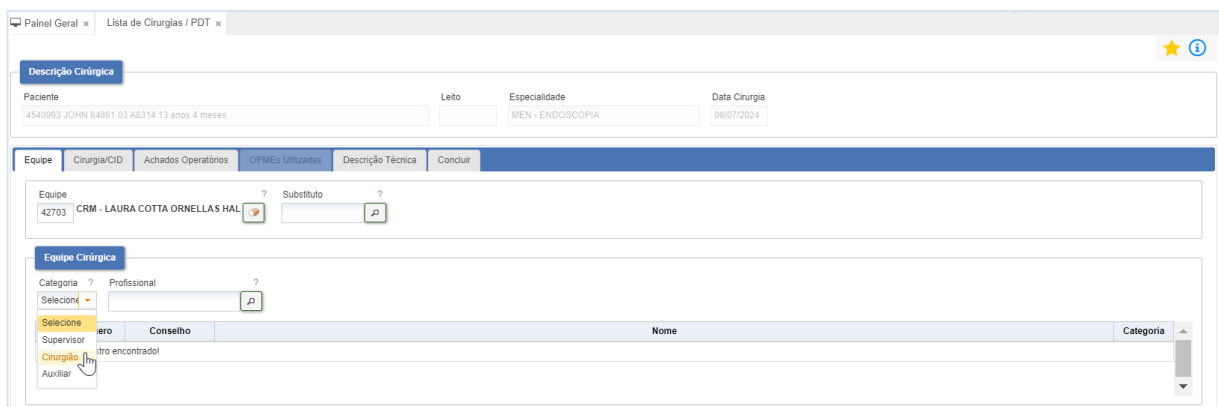 Painel Geral × Lista de Cirurgias / PDT ×
Descrição Cirúrgica
Paciente Leito Especialidade Data Cirurgia
4540993 JOHN 64861 03 A8314 13 anos 4 meses MEN - ENDOSCOPIA 08/07/2024
Equipe Cirurgia/CID Achados Operatórios OPMEs Utilizadas Descrição Técnica Concluir
Equipe ? Substituto ?
42703 CRM - LAURA COTTA ORNELLAS HAL
Equipe Cirúrgica
Categoria ? Profissional ?
Selecione
Selecione
ero Conselho Nome Categoria
Supervisor
Cirurgião stro encontrado!
Auxiliar